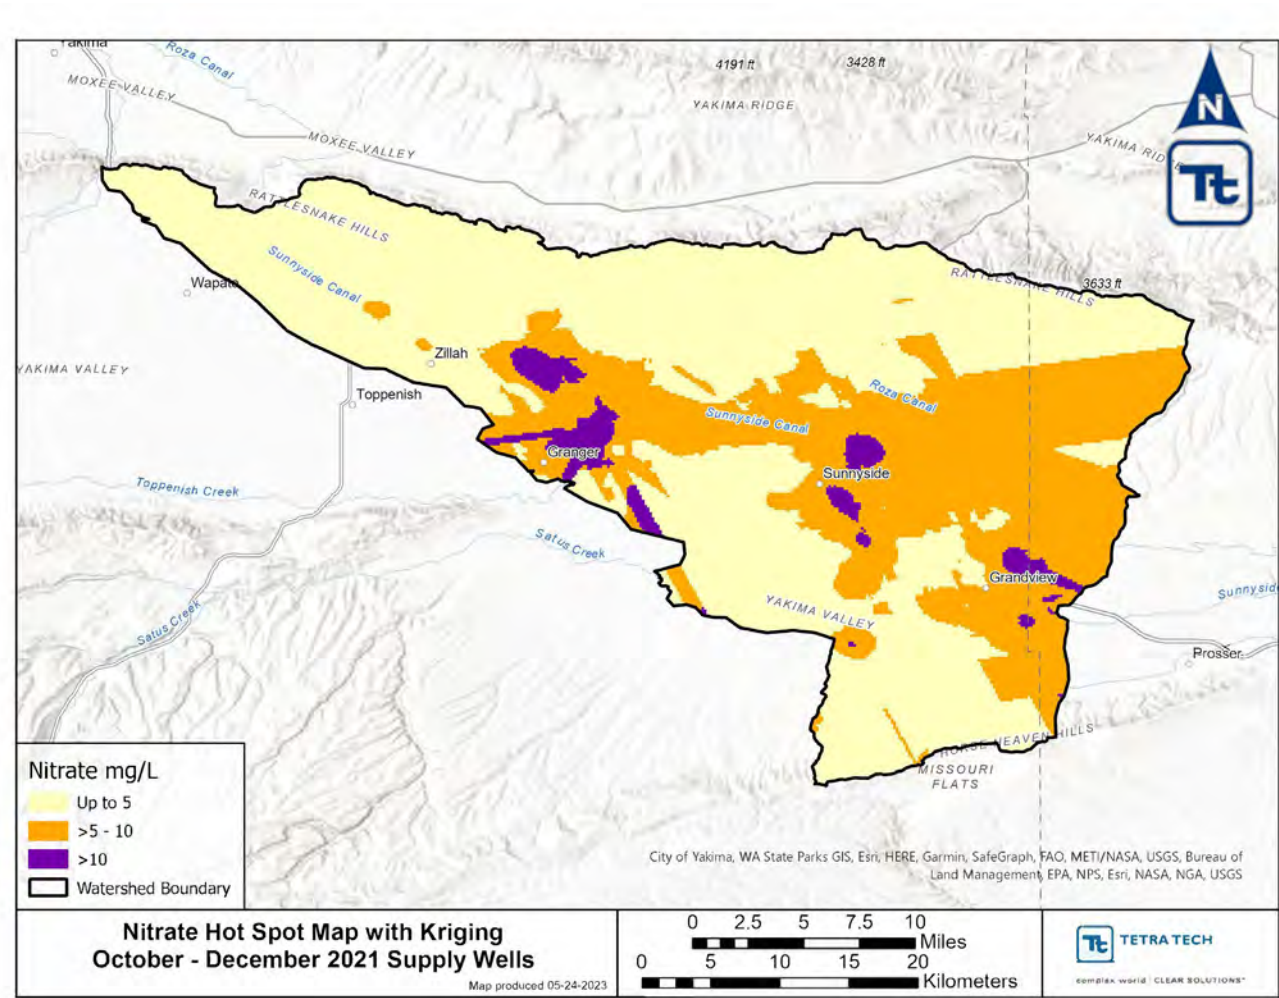 Yakima
Roza Canal
4191 ft
3428 ft
MOXEE VALLEY
YAKIMA RIDGE
N
MOXEE VALLEY
YAKIMA RIDGE
Tt
RATTLESNAKE HILLS
Sunnyside Canal
Wapato
RATTLESNAKE HILLS
3633 ft
Zillah
YAKIMA VALLEY
Toppenish
Roza Canal
Sunnyside Canal
Granger
Sunnyside
Toppenish Creek
Satus Creek
Grandview
Sunnyside
YAKIMA VALLEY
Satus Creek
Prosser
HORSE HEAVEN HILLS
MISSOURI
FLATS
Nitrate mg/L
Up to 5
>5 - 10
>10
Watershed Boundary
City of Yakima, WA State Parks GIS, Esri, HERE, Garmin, SafeGraph, FAO, METI/NASA, USGS, Bureau of
Land Management, EPA, NPS, Esri, NASA, NGA, USGS
Nitrate Hot Spot Map with Kriging
October - December 2021 Supply Wells
Map produced 05-24-2023
0 2.5 5 7.5 10
Miles
0 5 10 15 20
Kilometers
Tt TETRA TECH
complex world | CLEAR SOLUTIONS™